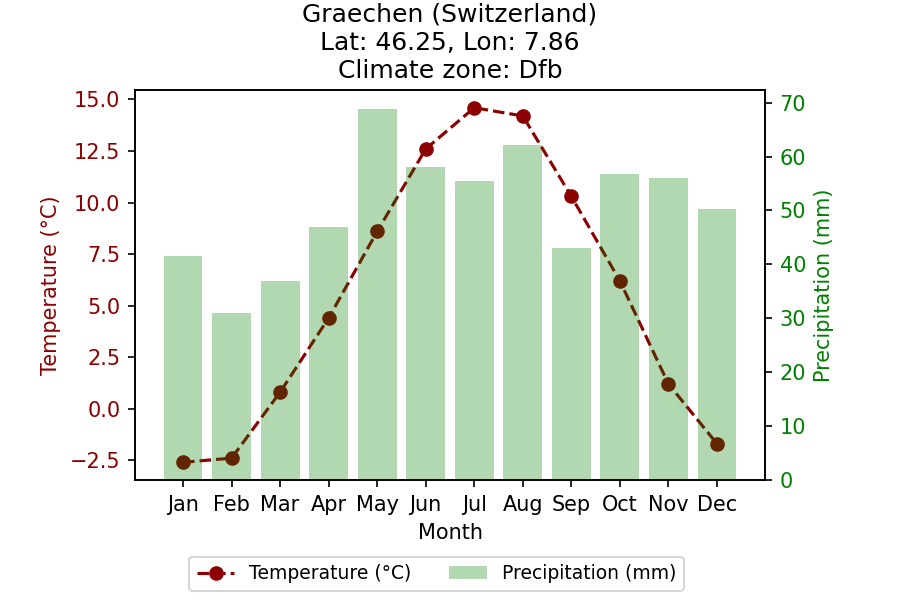 Graechen (Switzerland)
Lat: 46.25, Lon: 7.86
Climate zone: Dfb
Temperature (°C)
15.0
12.5
10.0
7.5
5.0
2.5
0.0
−2.5
70
60
50
40
30
20
10
0
Precipitation (mm)
Jan Feb Mar Apr May Jun Jul Aug Sep Oct Nov Dec
Month
Temperature (°C) Precipitation (mm)